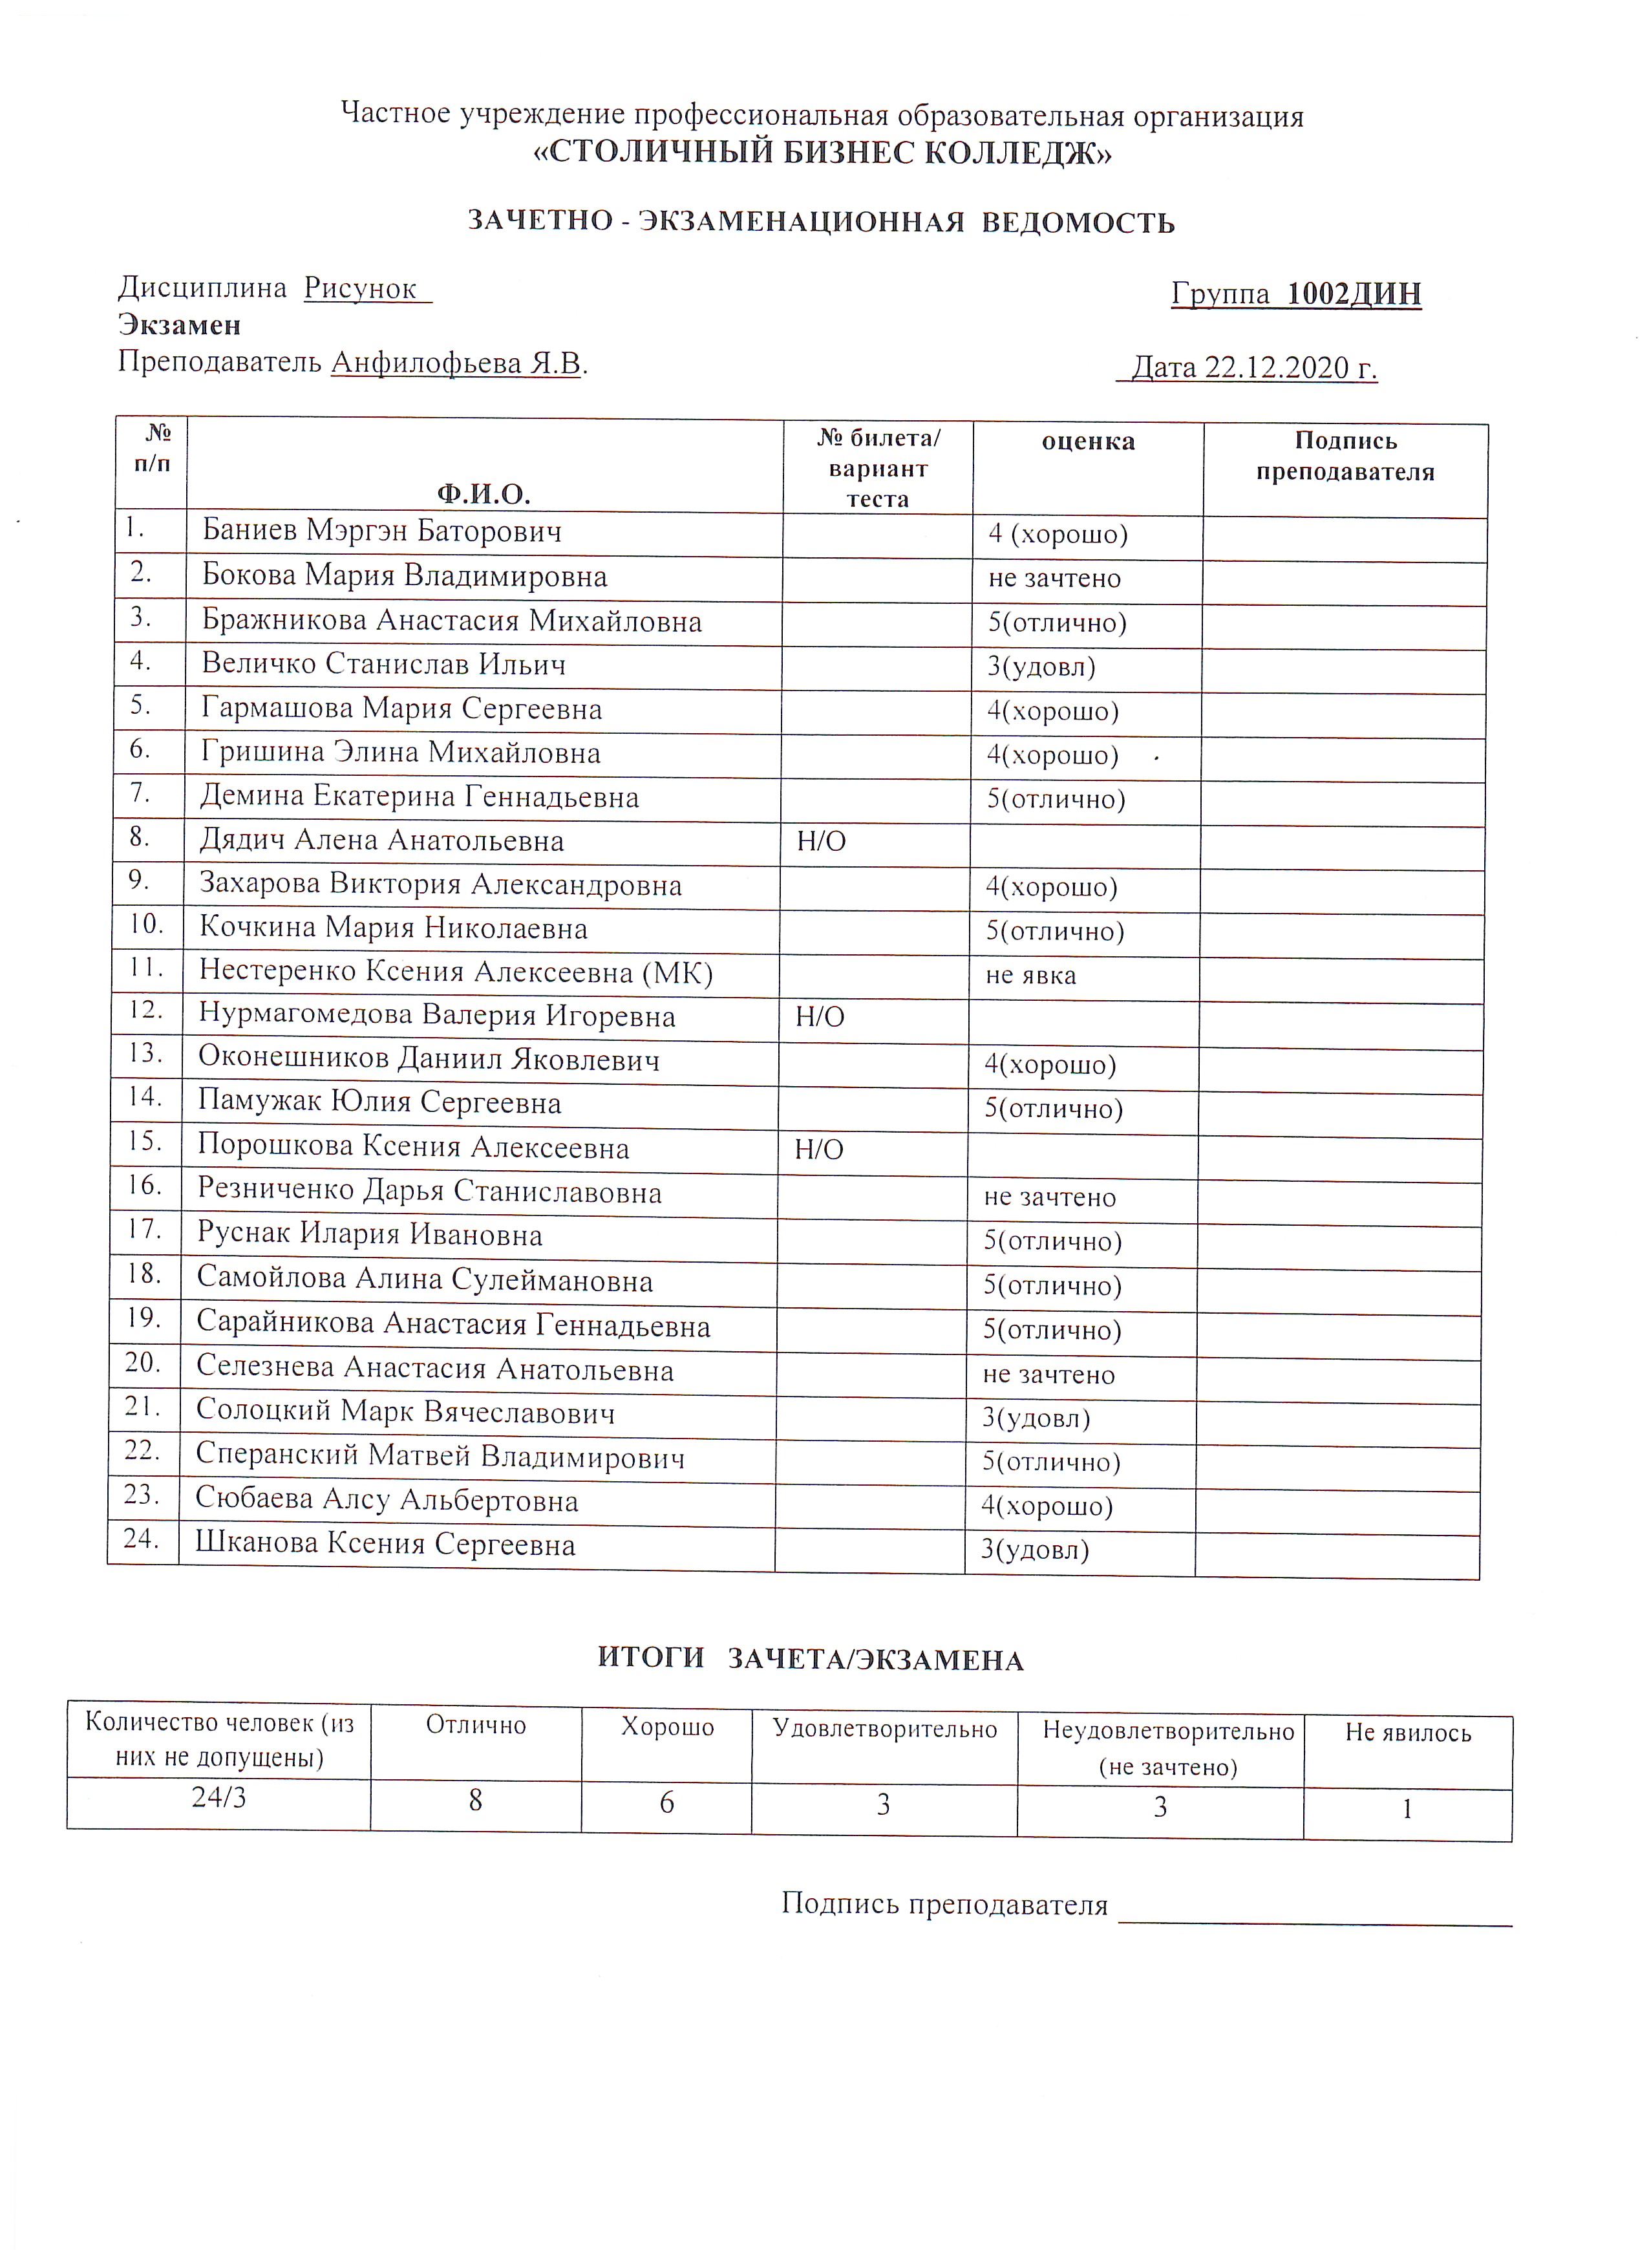 Частное учреждение профессиональная образовательная организация
«СТОЛИЧНЫЙ БИЗНЕС КОЛЛЕДЖ»
ЗАЧЕТНО - ЭКЗАМЕНАЦИОННАЯ ВЕДОМОСТЬ
Дисциплина Рисунок Группа 1002ДИН
Экзамен
Преподаватель Анфилофьева Я.В. Дата 22.12.2020 г.
№ п/п Ф.И.О. № билета/ вариант теста оценка Подпись преподавателя
1. Баниев Мэргэн Баторович 4 (хорошо)
2. Бокова Мария Владимировна не зачтено
3. Бражникова Анастасия Михайловна 5(отлично)
4. Величко Станислав Ильич 3(удовл)
5. Гармашова Мария Сергеевна 4(хорошо)
6. Гришина Элина Михайловна 4(хорошо)
7. Демина Екатерина Геннадьевна 5(отлично)
8. Дядич Алена Анатольевна Н/О
9. Захарова Виктория Александровна 4(хорошо)
10. Кочкина Мария Николаевна 5(отлично)
11. Нестеренко Ксения Алексеевна (МК) не явка
12. Нурмагомедова Валерия Игоревна Н/О
13. Оконешников Даниил Яковлевич 4(хорошо)
14. Памужак Юлия Сергеевна 5(отлично)
15. Порошкова Ксения Алексеевна Н/О
16. Резниченко Дарья Станиславовна не зачтено
17. Руснак Илария Ивановна 5(отлично)
18. Самойлова Алина Сулеймановна 5(отлично)
19. Сарайникова Анастасия Геннадьевна 5(отлично)
20. Селезнева Анастасия Анатольевна не зачтено
21. Солоцкий Марк Вячеславович 3(удовл)
22. Сперанский Матвей Владимирович 5(отлично)
23. Сюбаева Алсу Альбертовна 4(хорошо)
24. Шканова Ксения Сергеевна 3(удовл)
ИТОГИ ЗАЧЕТА/ЭКЗАМЕНА
Количество человек (из них не допущены) Отлично Хорошо Удовлетворительно Неудовлетворительно (не зачтено) Не явилось
24/3 8 6 3 3 1
Подпись преподавателя